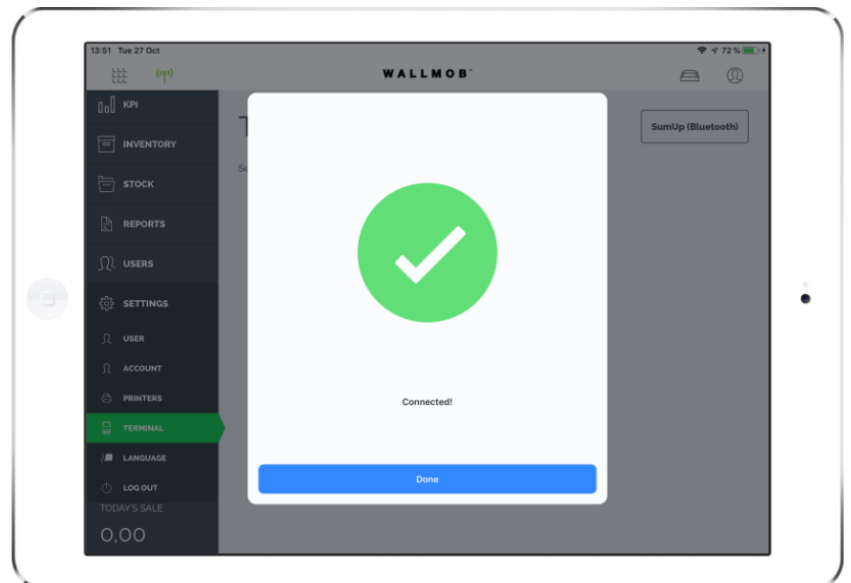 13:51 Tue 27 Oct
72 %
WALLMOB™
KPI
INVENTORY
STOCK
REPORTS
USERS
SETTINGS
USER
ACCOUNT
PRINTERS
TERMINAL
LANGUAGE
LOG OUT
TODAY'S SALE
0,00
SumUp (Bluetooth)
Connected!
Done